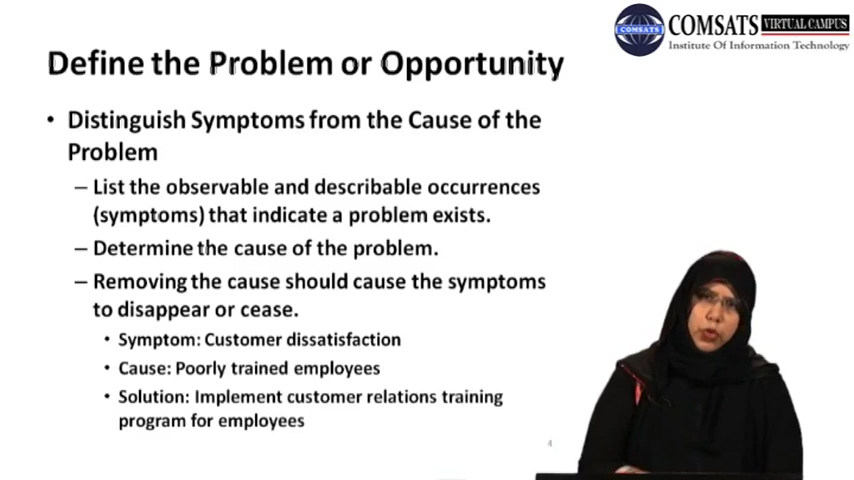 COMSATS
COMSATS VIRTUAL CAMPUS
Institute Of Information Technology
Define the Problem or Opportunity
• Distinguish Symptoms from the Cause of the
Problem
– List the observable and describable occurrences
(symptoms) that indicate a problem exists.
– Determine the cause of the problem.
– Removing the cause should cause the symptoms
to disappear or cease.
• Symptom: Customer dissatisfaction
• Cause: Poorly trained employees
• Solution: Implement customer relations training
program for employees
4